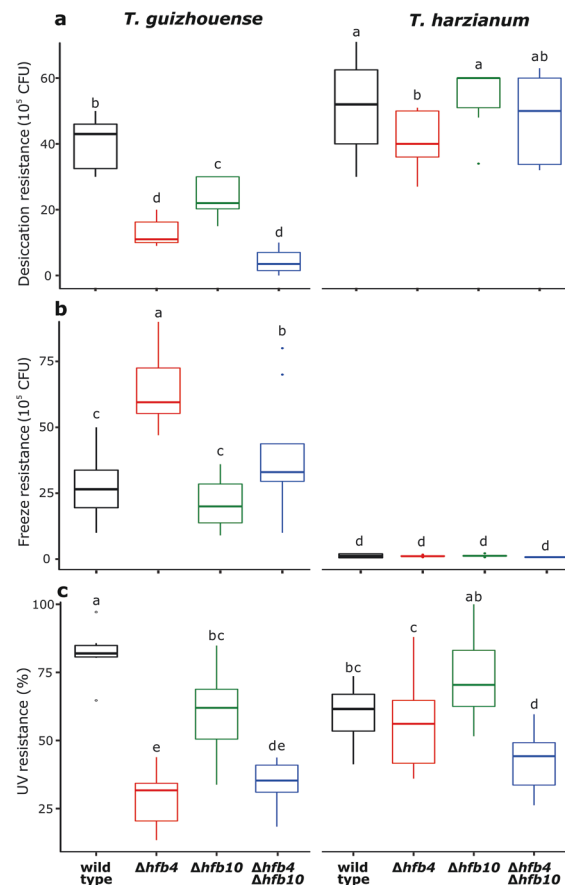 T. guizhouense
T. harzianum
a
Desiccation resistance (10⁵ CFU)
60
40
20
0
b
d
c
d
a
b
a
ab
b
Freeze resistance (10⁵ CFU)
75
50
25
0
c
a
c
b
d
d
d
d
c
UV resistance (%)
100
75
50
25
a
e
bc
de
bc
c
ab
d
wild
type
Δhfb4
Δhfb10
Δhfb4
Δhfb10
wild
type
Δhfb4
Δhfb10
Δhfb4
Δhfb10